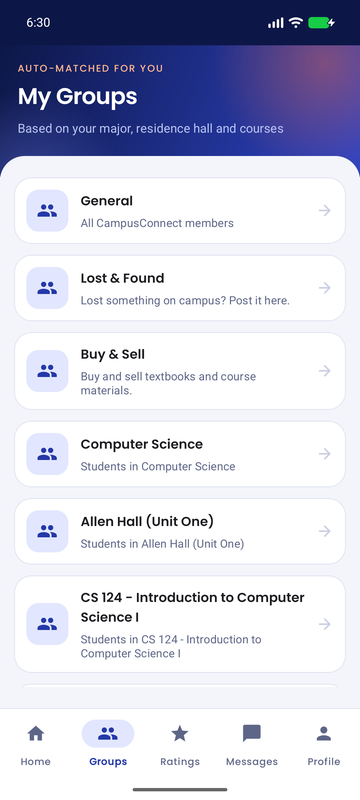 6:30
AUTO-MATCHED FOR YOU
My Groups
Based on your major, residence hall and courses
General
All CampusConnect members
Lost & Found
Lost something on campus? Post it here.
Buy & Sell
Buy and sell textbooks and course
materials.
Computer Science
Students in Computer Science
Allen Hall (Unit One)
Students in Allen Hall (Unit One)
CS 124 - Introduction to Computer
Science I
Students in CS 124 - Introduction to
Computer Science I
Home
Groups
Ratings
Messages
Profile